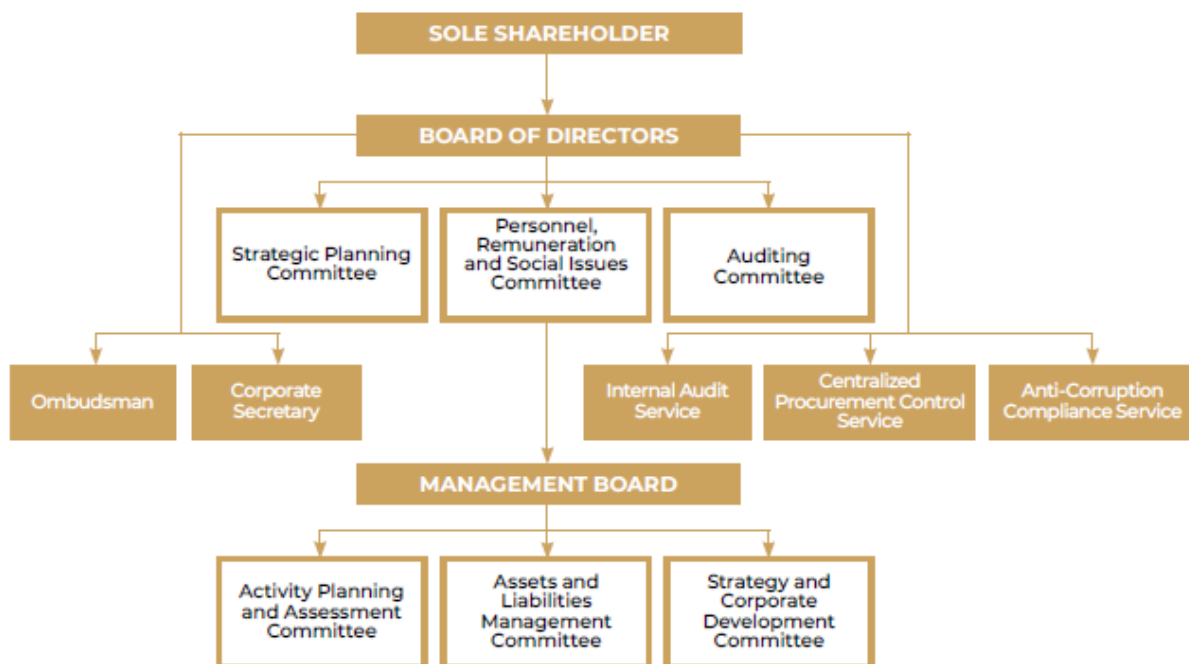 SOLE SHAREHOLDER
BOARD OF DIRECTORS
Strategic Planning
Committee
Personnel,
Remuneration
and Social Issues
Committee
Auditing
Committee
Ombudsman
Corporate
Secretary
Internal Audit
Service
Centralized
Procurement Control
Service
Anti-Corruption
Compliance Service
MANAGEMENT BOARD
Activity Planning
and Assessment
Committee
Assets and
Liabilities
Management
Committee
Strategy and
Corporate
Development
Committee